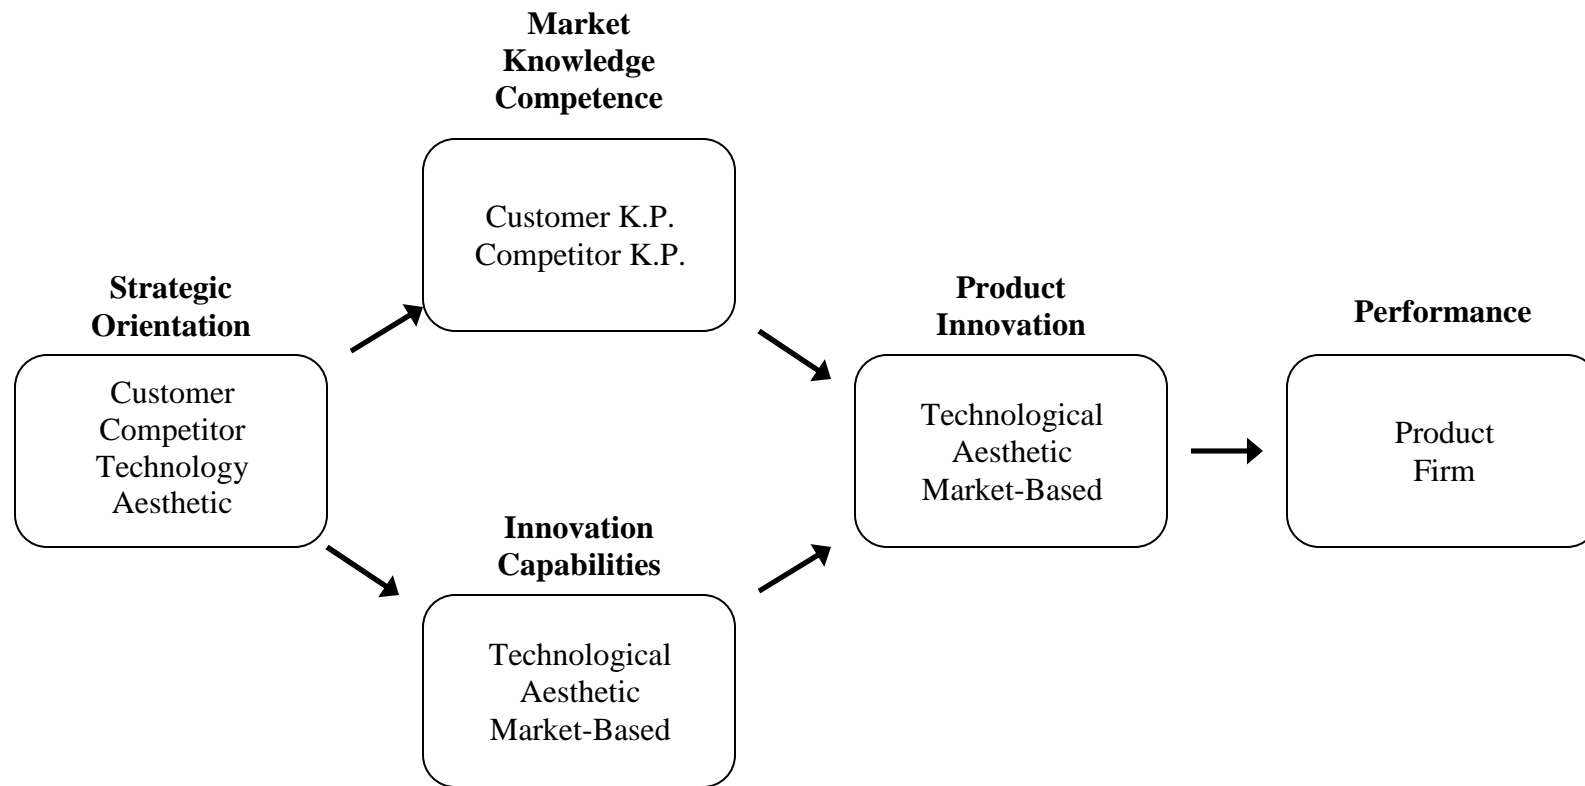 Market
Knowledge
Competence
Customer K.P.
Competitor K.P.
Strategic
Orientation
Customer
Competitor
Technology
Aesthetic
Innovation
Capabilities
Technological
Aesthetic
Market-Based
Product
Innovation
Technological
Aesthetic
Market-Based
Performance
Product
Firm